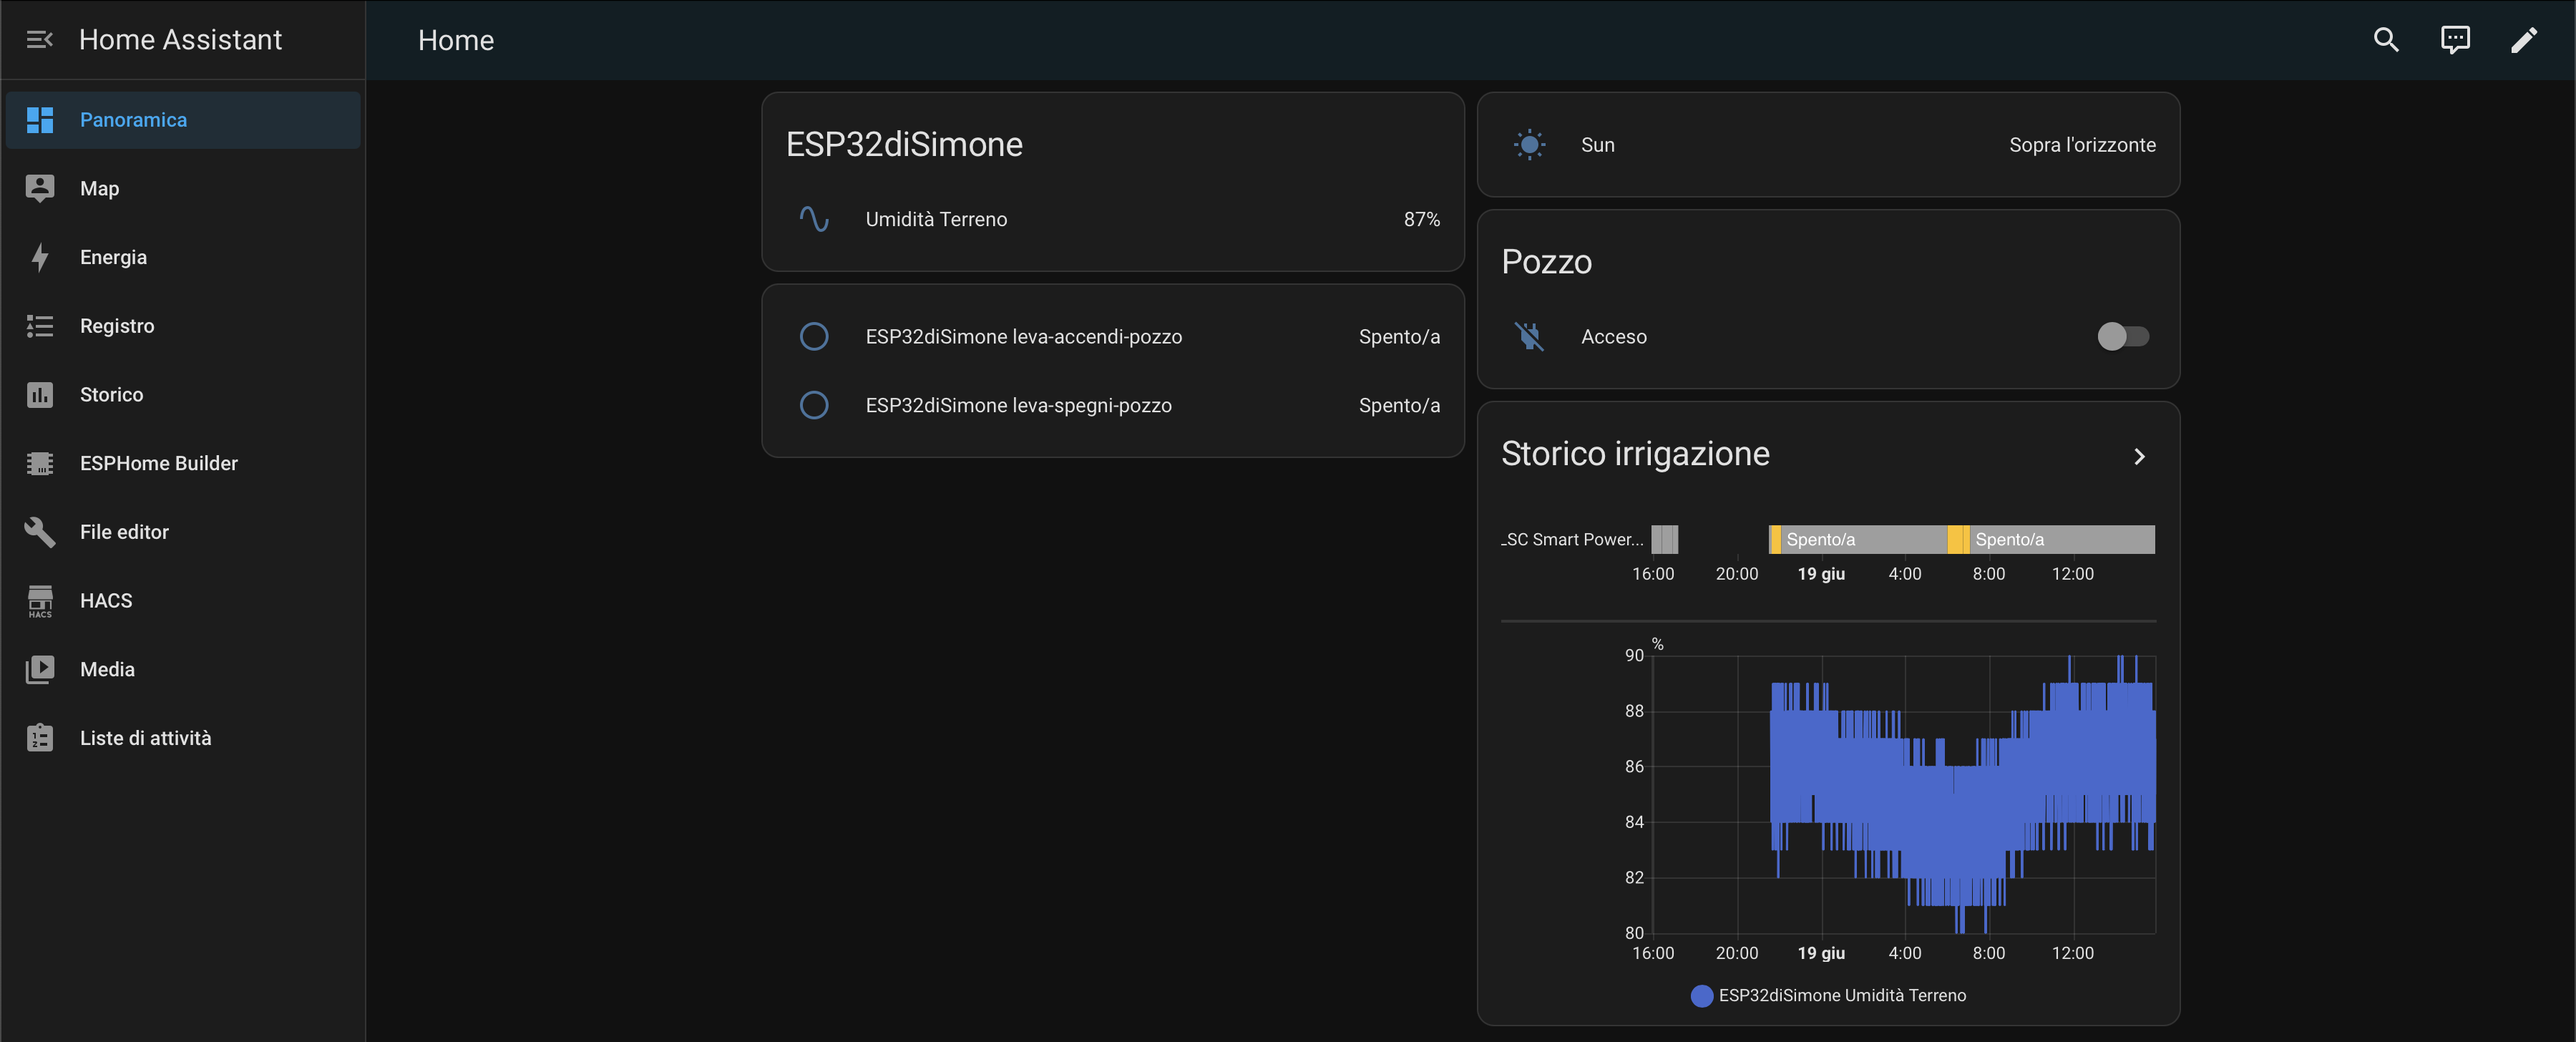 Home Assistant
Home
Panoramica
Map
Energia
Registro
Storico
ESPHome Builder
File editor
HACS
HACS
Media
Liste di attività
ESP32diSimone
Umidità Terreno 87%
ESP32diSimone leva-accendi-pozzo Spento/a
ESP32diSimone leva-spegni-pozzo Spento/a
Sun Sopra l'orizzonte
Pozzo
Acceso
Storico irrigazione
SC Smart Power... Spento/a Spento/a
16:00 20:00 19 giu 4:00 8:00 12:00
%
90
88
86
84
82
80
16:00 20:00 19 giu 4:00 8:00 12:00
ESP32diSimone Umidità Terreno